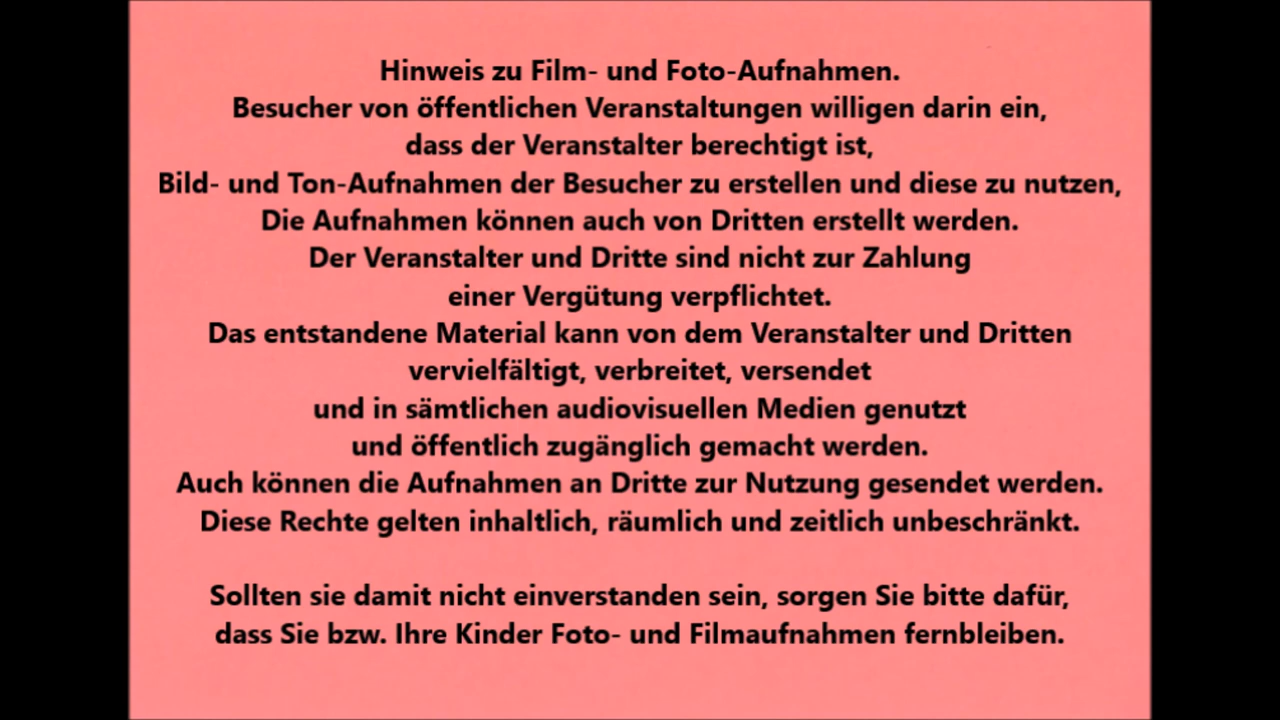 Hinweis zu Film- und Foto-Aufnahmen.
Besucher von öffentlichen Veranstaltungen willigen darin ein,
dass der Veranstalter berechtigt ist,
Bild- und Ton-Aufnahmen der Besucher zu erstellen und diese zu nutzen,
Die Aufnahmen können auch von Dritten erstellt werden.
Der Veranstalter und Dritte sind nicht zur Zahlung
einer Vergütung verpflichtet.
Das entstandene Material kann von dem Veranstalter und Dritten
vervielfältigt, verbreitet, versendet
und in sämtlichen audiovisuellen Medien genutzt
und öffentlich zugänglich gemacht werden.
Auch können die Aufnahmen an Dritte zur Nutzung gesendet werden.
Diese Rechte gelten inhaltlich, räumlich und zeitlich unbeschränkt.
Sollten sie damit nicht einverstanden sein, sorgen Sie bitte dafür,
dass Sie bzw. Ihre Kinder Foto- und Filmaufnahmen fernbleiben.